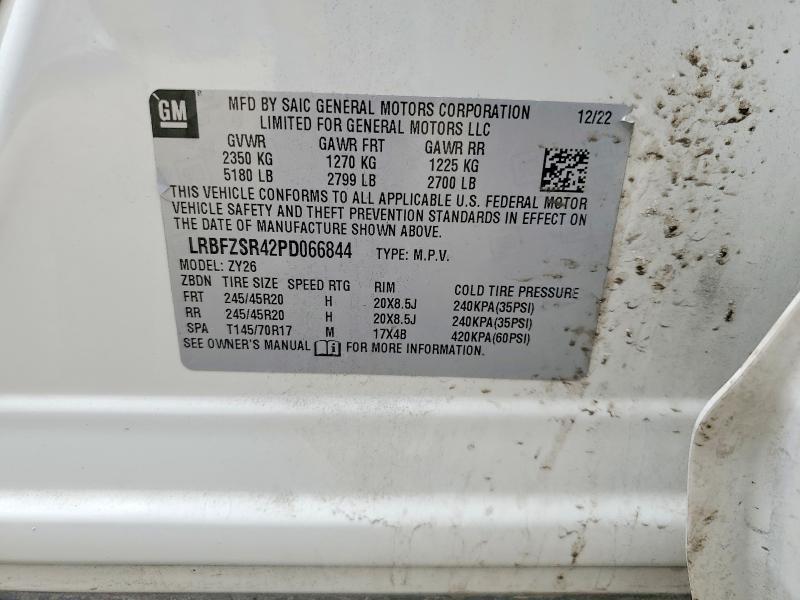 GM
MFD BY SAIC GENERAL MOTORS CORPORATION 12/22
LIMITED FOR GENERAL MOTORS LLC
GVWR GAWR FRT GAWR RR
2350 KG 1270 KG 1225 KG
5180 LB 2799 LB 2700 LB
THIS VEHICLE CONFORMS TO ALL APPLICABLE U.S. FEDERAL MOTOR
VEHICLE SAFETY AND THEFT PREVENTION STANDARDS IN EFFECT ON
THE DATE OF MANUFACTURE SHOWN ABOVE.
LRBFZSR42PD066844 TYPE: M.P.V.
MODEL: ZY26
ZBDN TIRE SIZE SPEED RTG RIM COLD TIRE PRESSURE
FRT 245/45R20 H 20X8.5J 240KPA(35PSI)
RR 245/45R20 H 20X8.5J 240KPA(35PSI)
SPA T145/70R17 M 17X4B 420KPA(60PSI)
SEE OWNER'S MANUAL FOR MORE INFORMATION.